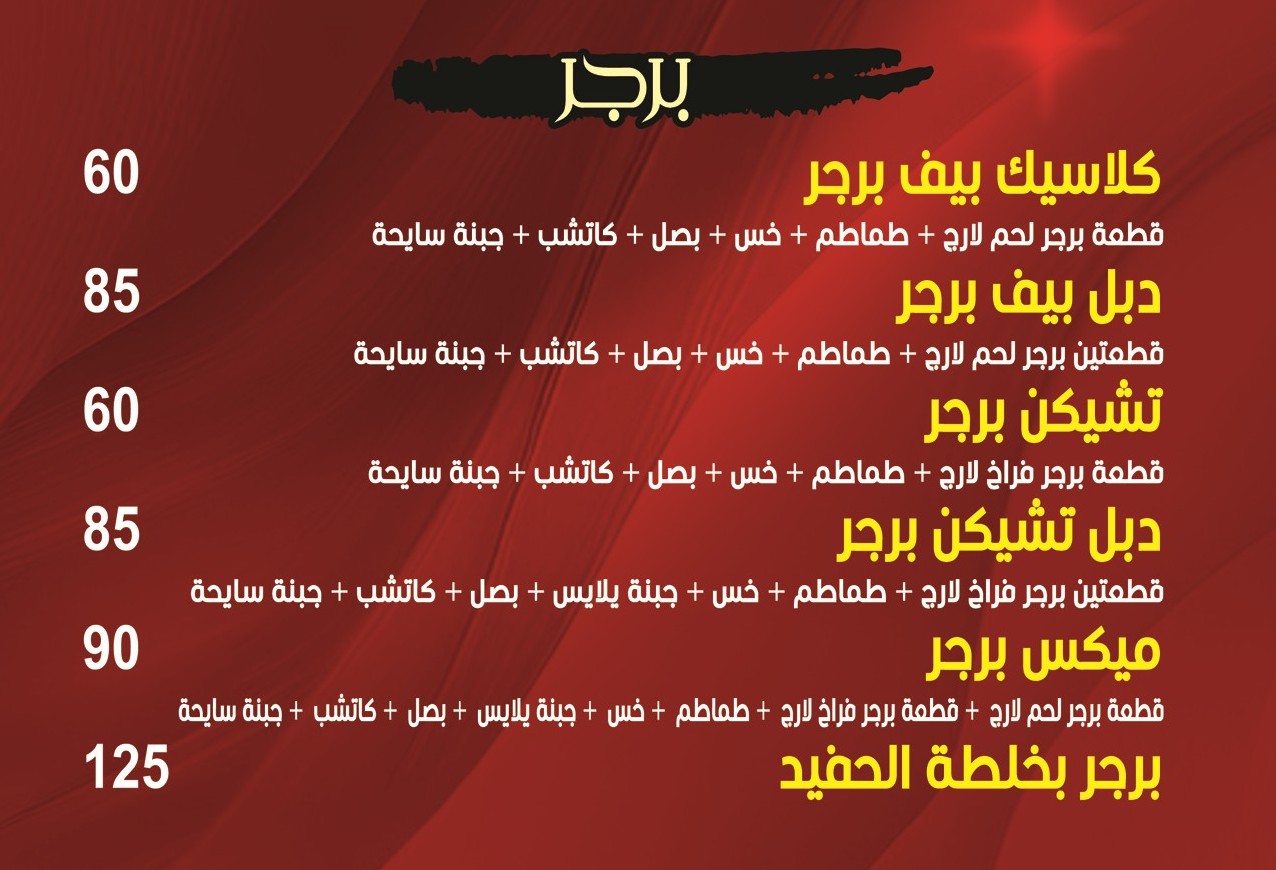 برجر
كلاسيك بيف برجر 60
قطعة برجر لحم لارج + طماطم + خس + بصل + كاتشب + جبنة سايحة
دبل بيف برجر 85
قطعتين برجر لحم لارج + طماطم + خس + بصل + كاتشب + جبنة سايحة
تشيكن برجر 60
قطعة برجر فراخ لارج + طماطم + خس + بصل + كاتشب + جبنة سايحة
دبل تشيكن برجر 85
قطعتين برجر فراخ لارج + طماطم + خس + جبنة يلايس + بصل + كاتشب + جبنة سايحة
ميكس برجر 90
قطعة برجر لحم لارج + قطعة برجر فراخ لارج + طماطم + خس + جبنة يلايس + بصل + كاتشب + جبنة سايحة
برجر بخلطة الحفيد 125